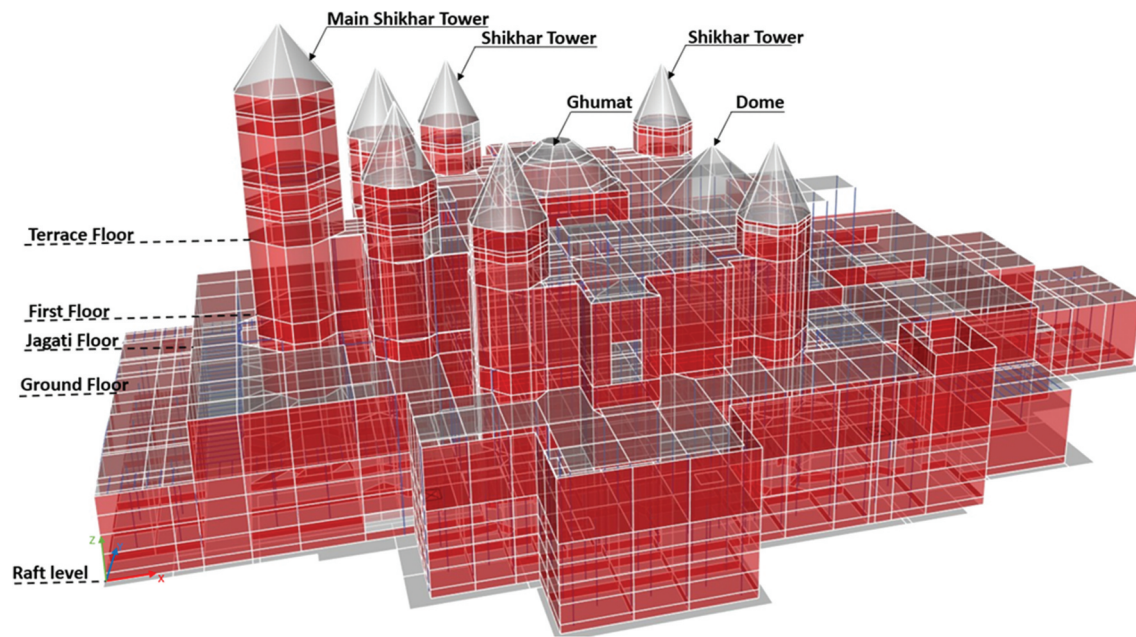 Main Shikhar Tower
Shikhar Tower
Shikhar Tower
Ghumat
Dome
Terrace Floor
First Floor
Jagati Floor
Ground Floor
Raft level
Z
X